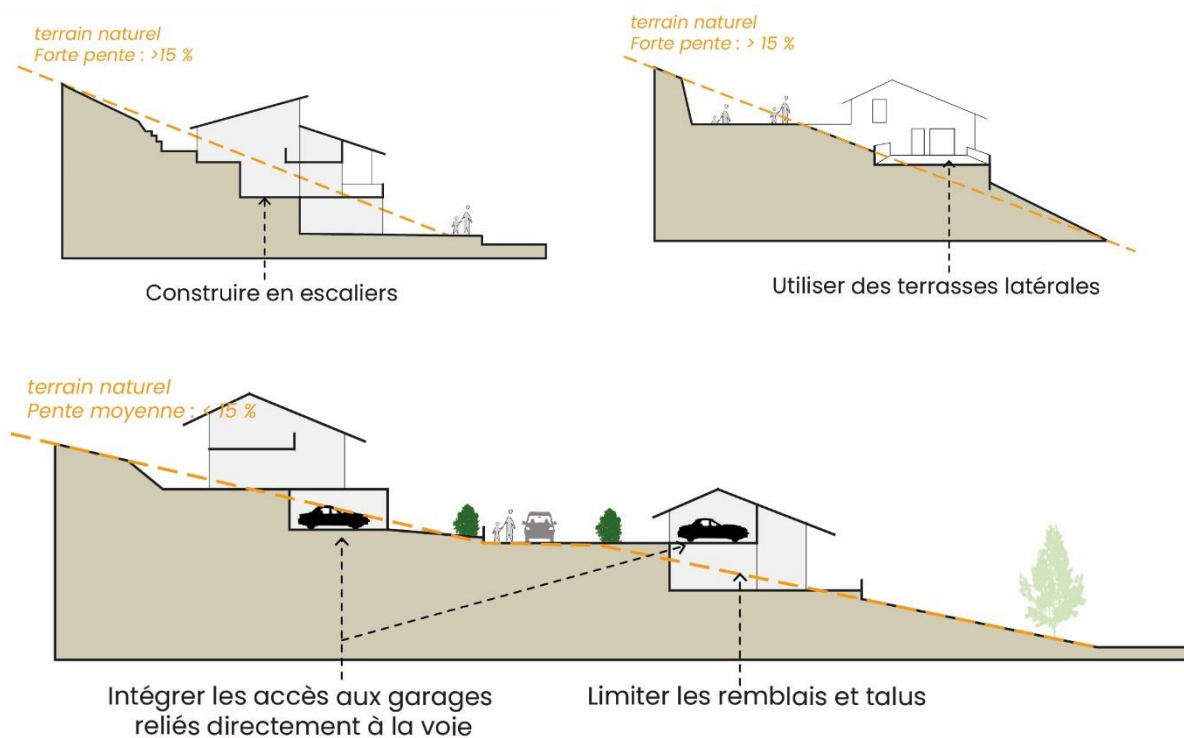 terrain naturel
Forte pente : >15 %
Construire en escaliers
terrain naturel
Forte pente : > 15 %
Utiliser des terrasses latérales
terrain naturel
Pente moyenne : < 15 %
Intégrer les accès aux garages
reliés directement à la voie
Limiter les remblais et talus